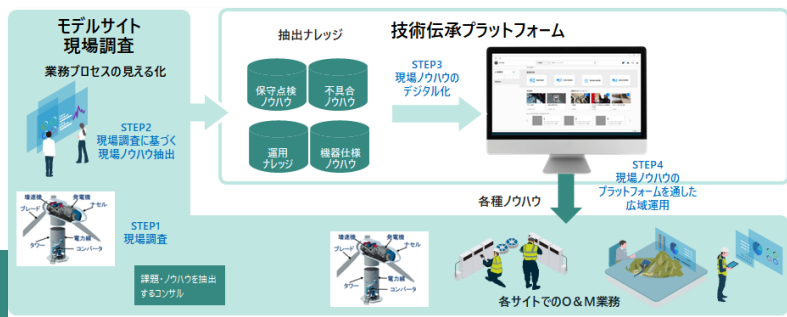 モデルサイト
現場調査
業務プロセスの見える化
STEP2
現場調査に基づく
現場ノウハウ抽出
STEP1
現場調査
増速機
発電機
ブレード
ナセル
タワー
電力線
コンバータ
課題・ノウハウを抽出
するコンサル
抽出ナレッジ
技術伝承プラットフォーム
保守点検
ノウハウ
不具合
ノウハウ
運用
ナレッジ
機器仕様
ノウハウ
STEP3
現場ノウハウの
デジタル化
STEP4
現場ノウハウの
プラットフォームを通した
広域運用
各種ノウハウ
増速機
発電機
ブレード
ナセル
タワー
電力線
コンバータ
各サイトでのO&M業務